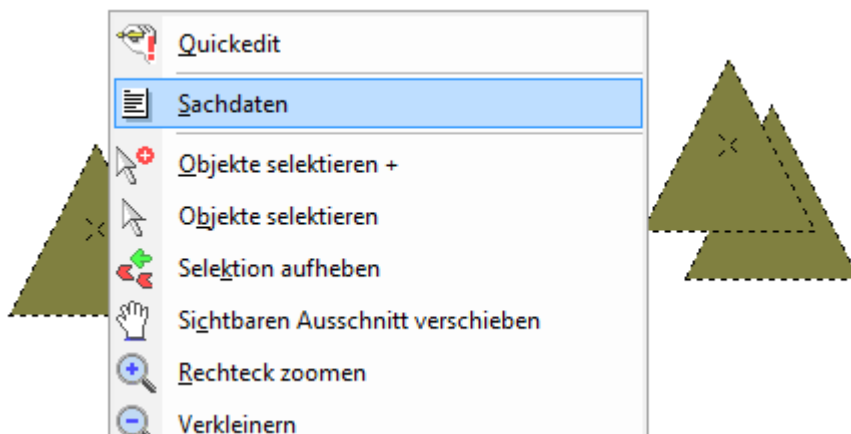 Quickedit
Sachdaten
Objekte selektieren +
Objekte selektieren
Selektion aufheben
Sichtbaren Ausschnitt verschieben
Rechteck zoomen
Verkleinern